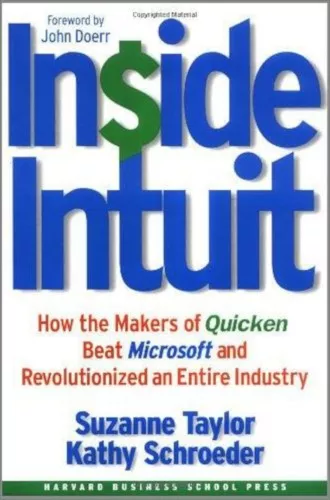 Foreword by
John Doerr
In$ide
Intuit
How the Makers of Quicken
Beat Microsoft and
Revolutionized an Entire Industry
Suzanne Taylor
Kathy Schroeder
HARVARD BUSINESS SCHOOL PRESS